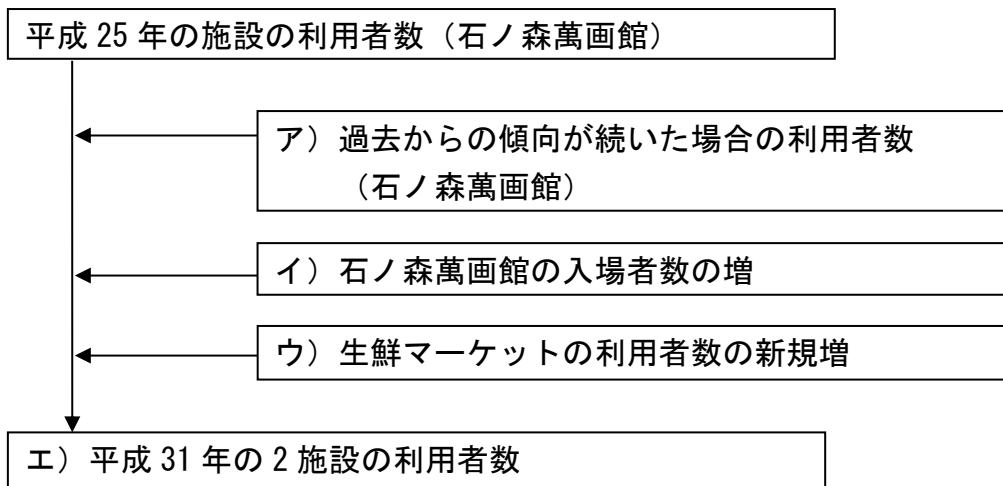 平成 25 年の施設の利用者数（石ノ森萬画館）
ア）過去からの傾向が続いた場合の利用者数
（石ノ森萬画館）
イ）石ノ森萬画館の入場者数の増
ウ）生鮮マーケットの利用者数の新規増
エ）平成 31 年の 2 施設の利用者数